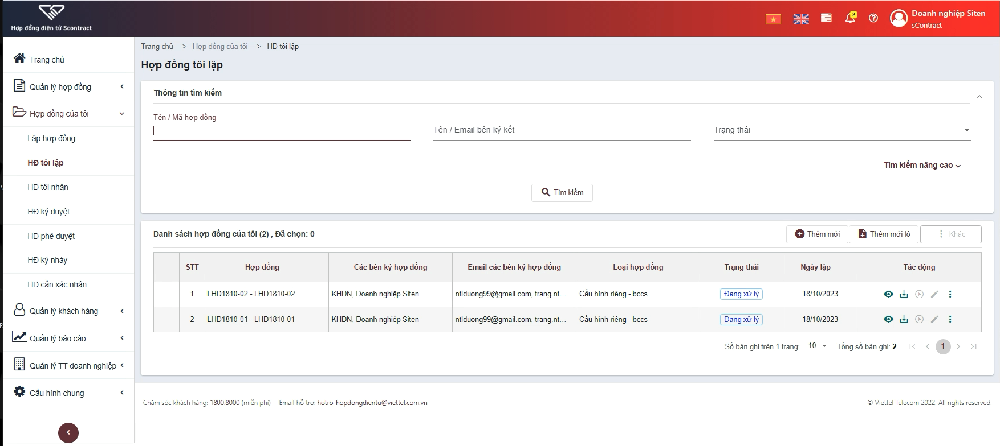 Hợp đồng điện tử Scontract
2
Doanh nghiệp Siten
sContract
Trang chủ
Quản lý hợp đồng
Hợp đồng của tôi
Lập hợp đồng
HĐ tôi lập
HĐ tôi nhận
HĐ ký duyệt
HĐ phê duyệt
HĐ ký nháy
HĐ cần xác nhận
Quản lý khách hàng
Quản lý báo cáo
Quản lý TT doanh nghiệp
Cấu hình chung
Trang chủ > Hợp đồng của tôi > HĐ tôi lập
Hợp đồng tôi lập
Thông tin tìm kiếm
Tên / Mã hợp đồng
Tên / Email bên ký kết
Trạng thái
Tìm kiếm nâng cao
Tìm kiếm
Danh sách hợp đồng của tôi (2) , Đã chọn: 0
Thêm mới
Thêm mới lô
Khác
STT Hợp đồng Các bên ký hợp đồng Email các bên ký hợp đồng Loại hợp đồng Trạng thái Ngày lập Tác động
1 LHD1810-02 - LHD1810-02 KHDN, Doanh nghiệp Siten ntlduong99@gmail.com, trang.nt... Cấu hình riêng - bccs Đang xử lý 18/10/2023
2 LHD1810-01 - LHD1810-01 KHDN, Doanh nghiệp Siten ntlduong99@gmail.com, trang.nt... Cấu hình riêng - bccs Đang xử lý 18/10/2023
Số bản ghi trên 1 trang: 10 Tổng số bản ghi: 2 |< < 1 > >|
Chăm sóc khách hàng: 1800.8000 (miễn phí) Email hỗ trợ: hotro_hopdongdientu@viettel.com.vn
© Viettel Telecom 2022. All rights reserved.